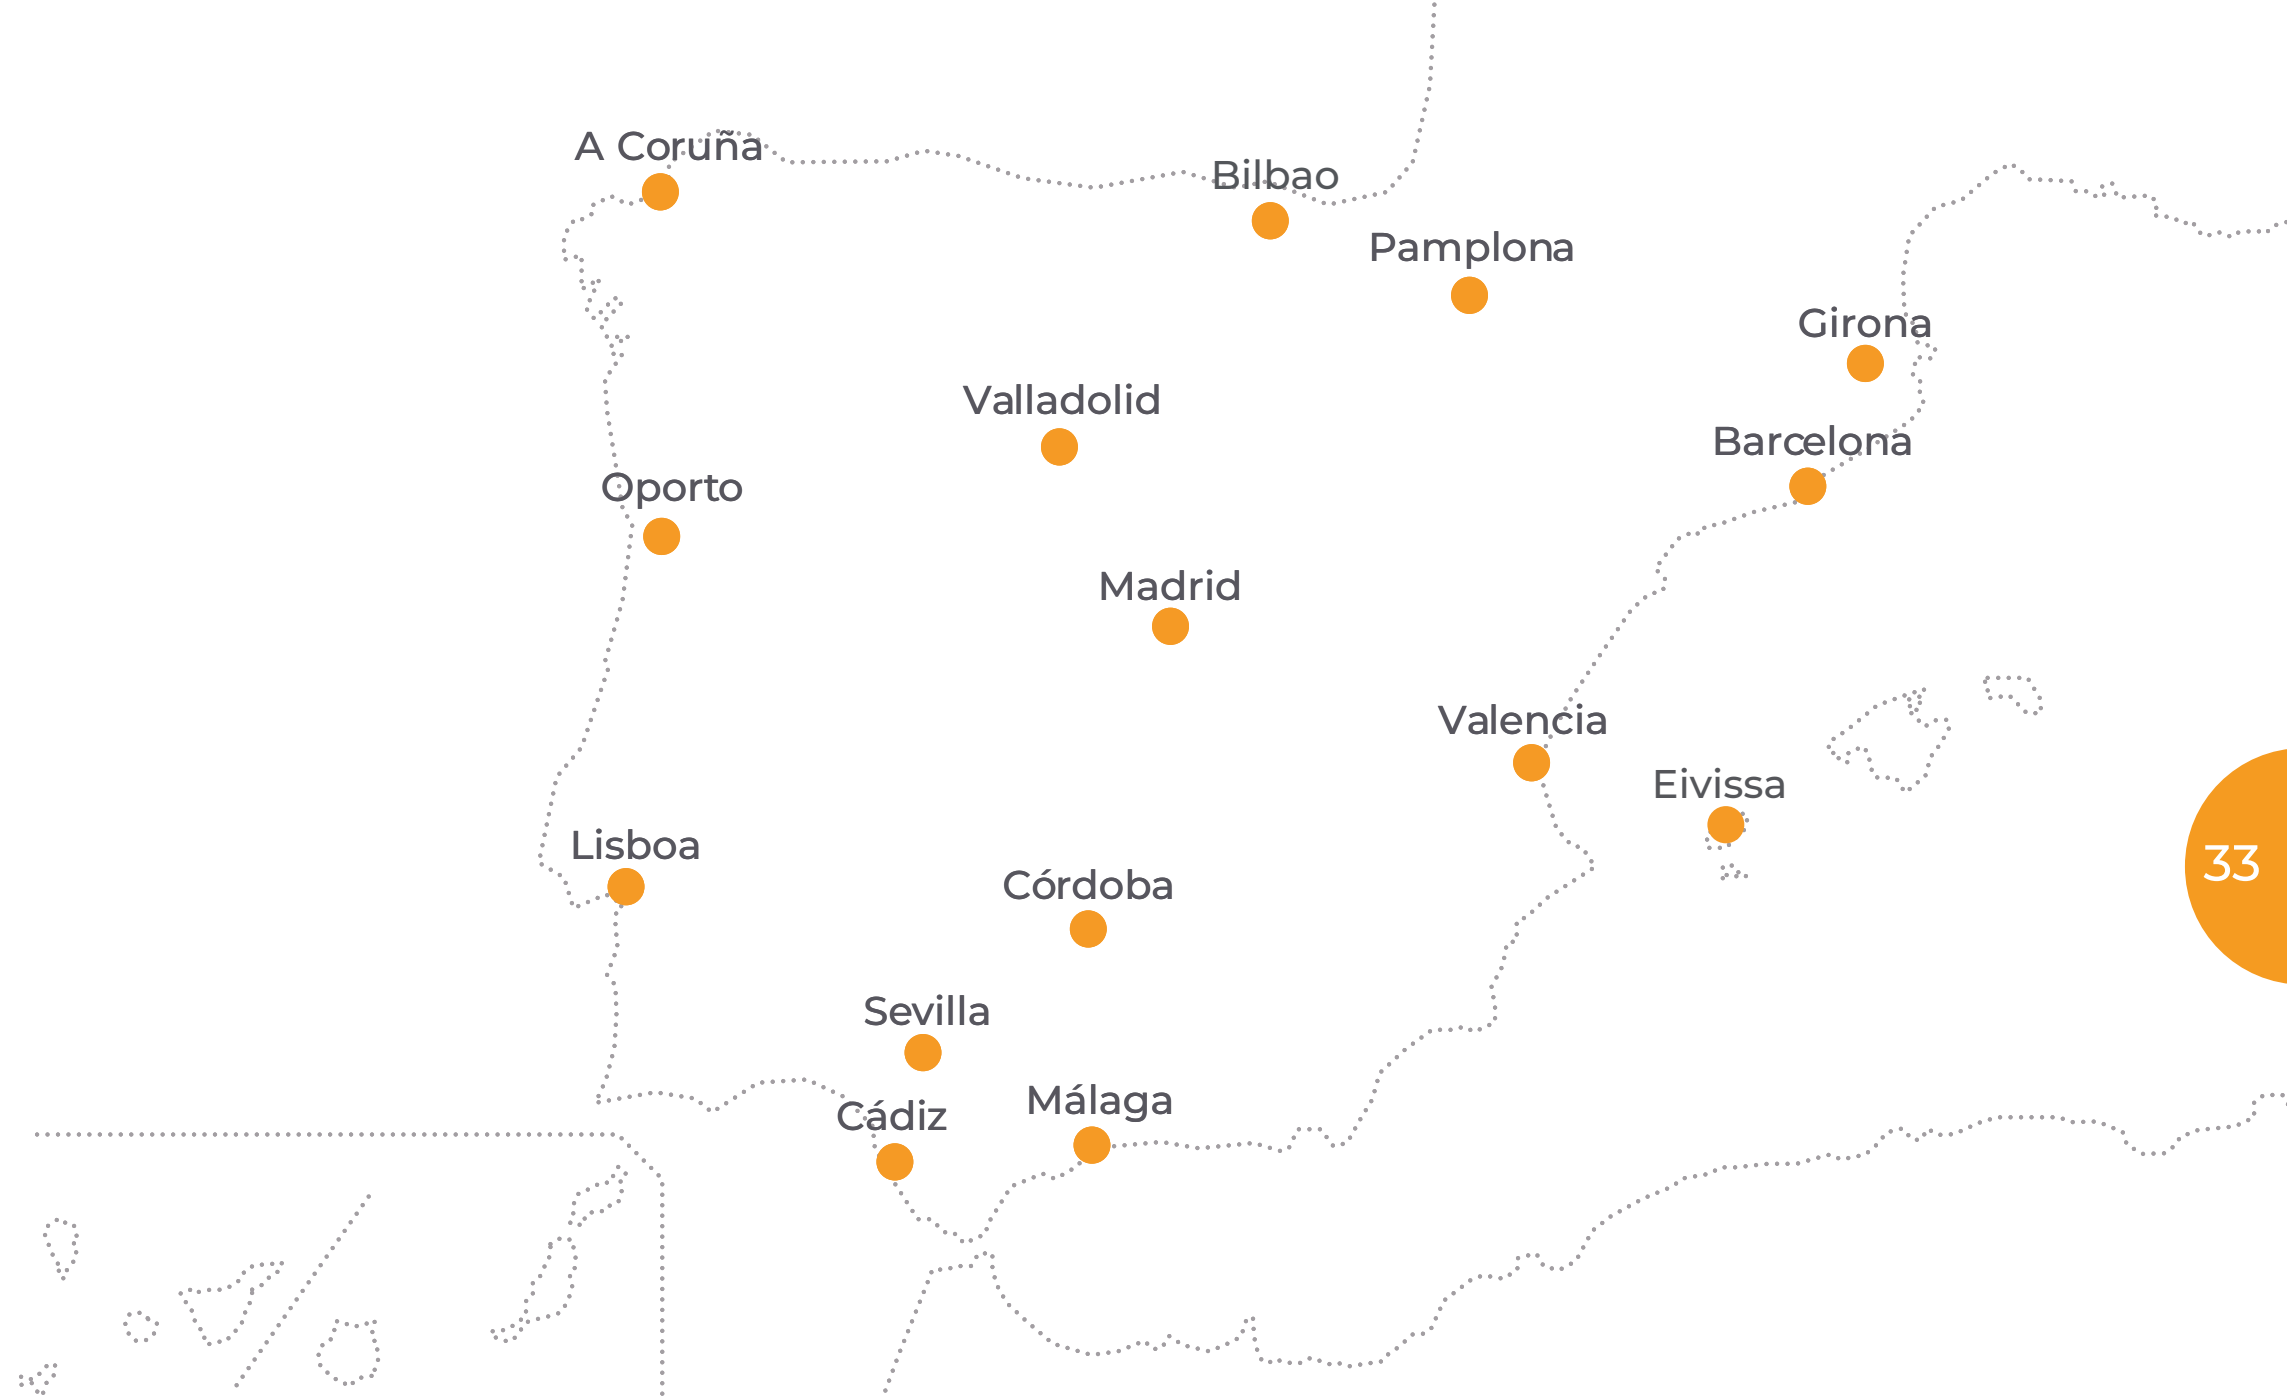 A Coruña
Bilbao
Pamplona
Girona
Valladolid
Barcelona
Oporto
Madrid
Valencia
Eivissa
Lisboa
33
Córdoba
Sevilla
Málaga
Cádiz